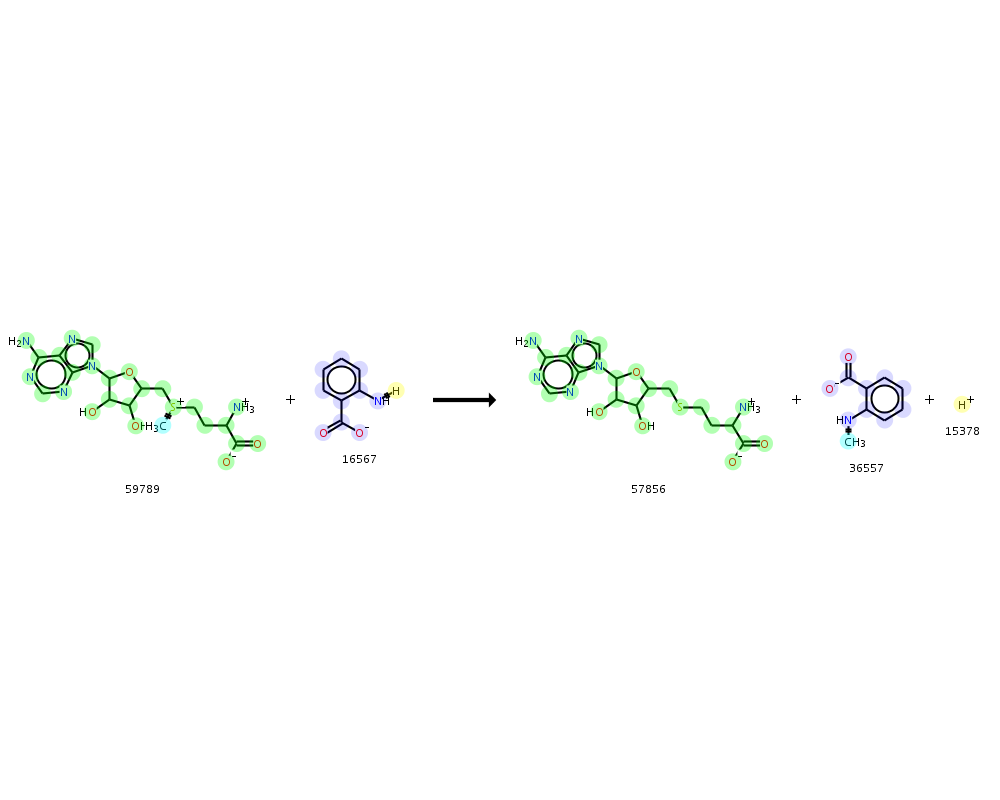 H₂N N N N N O HO OH H₃C S⁺ NH₃⁺ O O⁻
59789
+
O O⁻ NH H
16567
H₂N N N N N O HO OH S NH₃⁺ O O⁻
57856
+
O O⁻ HN CH₃
36557
+
H⁺
15378